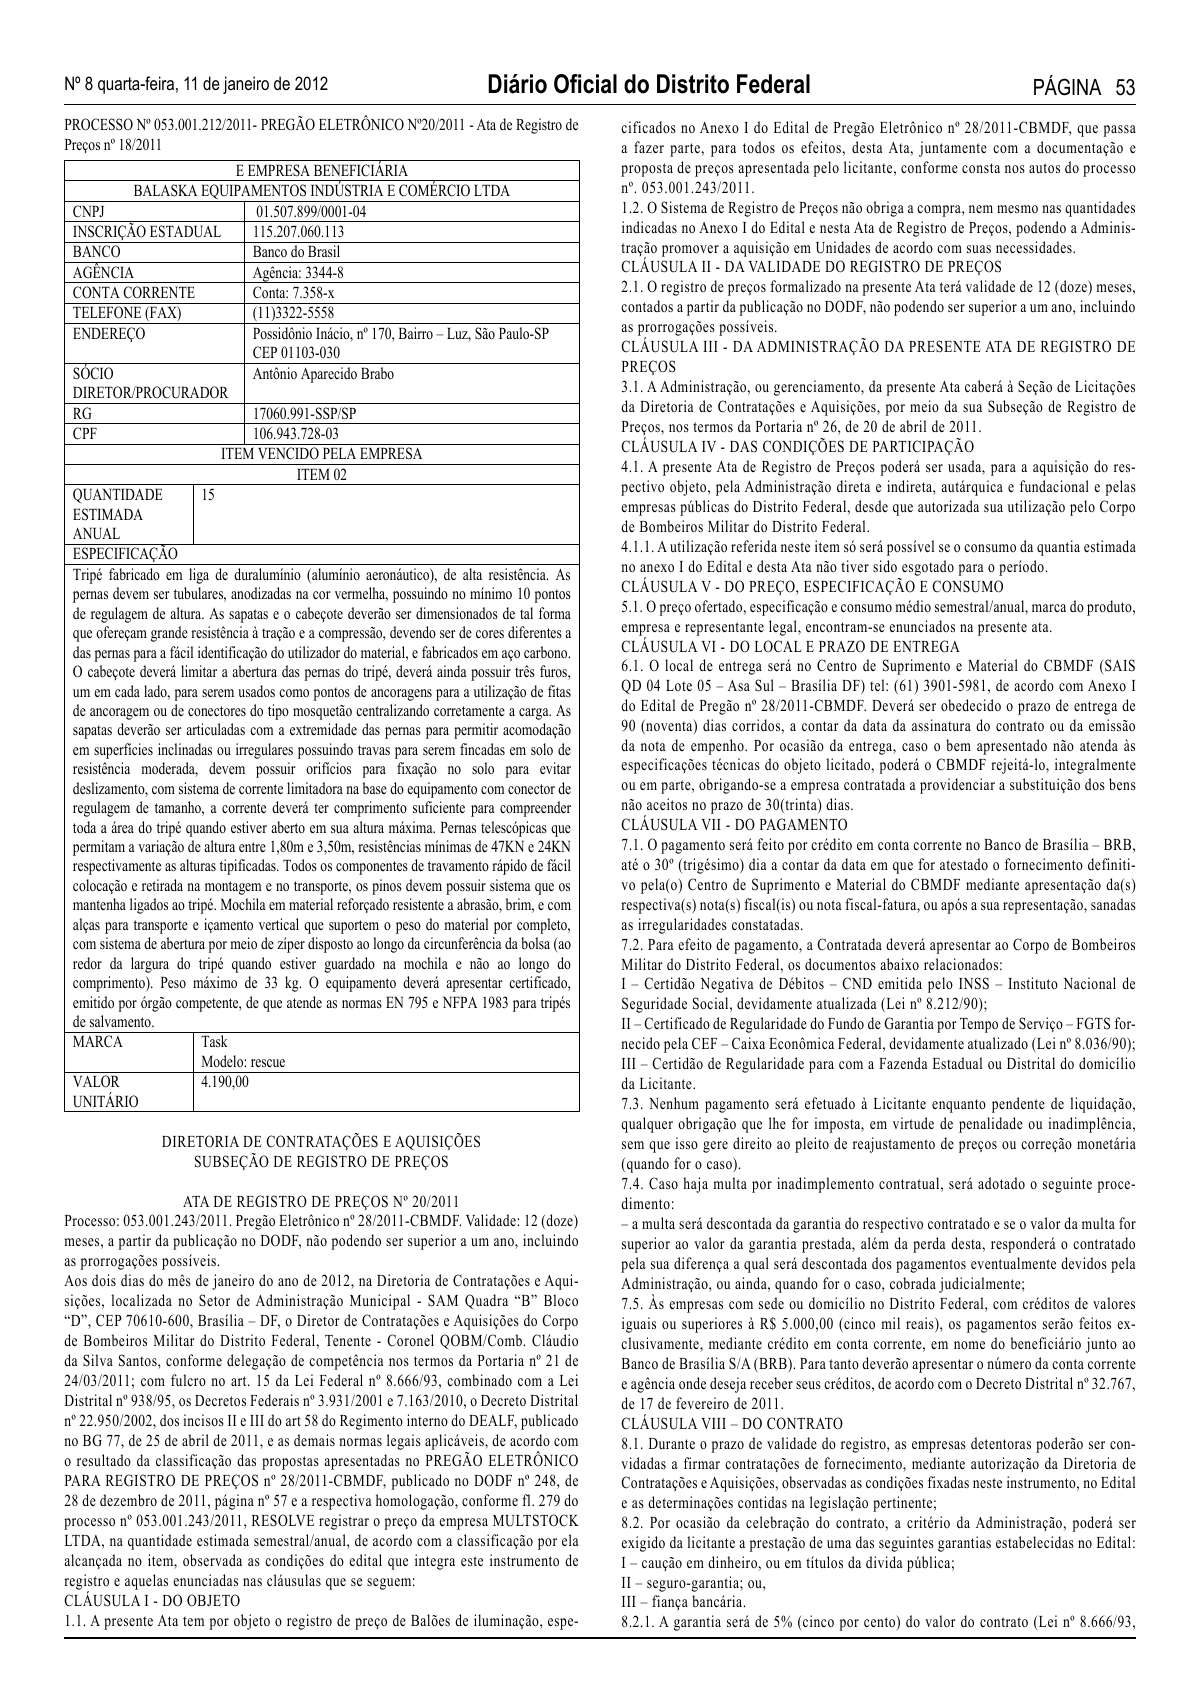 Nº 8 quarta-feira, 11 de janeiro de 2012
Diário Oficial do Distrito Federal
PÁGINA 53
PROCESSO Nº 053.001.212/2011- PREGÃO ELETRÔNICO Nº20/2011 - Ata de Registro de
Preços nº 18/2011
E EMPRESA BENEFICIÁRIA
BALASKA EQUIPAMENTOS INDÚSTRIA E COMÉRCIO LTDA
CNPJ 01.507.899/0001-04
INSCRIÇÃO ESTADUAL 115.207.060.113
BANCO Banco do Brasil
AGÊNCIA Agência: 3344-8
CONTA CORRENTE Conta: 7.358-x
TELEFONE (FAX) (11)3322-5558
ENDEREÇO Possidônio Inácio, nº 170, Bairro – Luz, São Paulo-SP
CEP 01103-030
SÓCIO Antônio Aparecido Brabo
DIRETOR/PROCURADOR
RG 17060.991-SSP/SP
CPF 106.943.728-03
ITEM VENCIDO PELA EMPRESA
ITEM 02
QUANTIDADE 15
ESTIMADA
ANUAL
ESPECIFICAÇÃO
Tripé fabricado em liga de duralumínio (alumínio aeronáutico), de alta resistência. As
pernas devem ser tubulares, anodizadas na cor vermelha, possuindo no mínimo 10 pontos
de regulagem de altura. As sapatas e o cabeçote deverão ser dimensionados de tal forma
que ofereçam grande resistência à tração e a compressão, devendo ser de cores diferentes a
das pernas para a fácil identificação do utilizador do material, e fabricados em aço carbono.
O cabeçote deverá limitar a abertura das pernas do tripé, deverá ainda possuir três furos,
um em cada lado, para serem usados como pontos de ancoragens para a utilização de fitas
de ancoragem ou de conectores do tipo mosquetão centralizando corretamente a carga. As
sapatas deverão ser articuladas com a extremidade das pernas para permitir acomodação
em superfícies inclinadas ou irregulares possuindo travas para serem fincadas em solo de
resistência moderada, devem possuir orifícios para fixação no solo para evitar
deslizamento, com sistema de corrente limitadora na base do equipamento com conector de
regulagem de tamanho, a corrente deverá ter comprimento suficiente para compreender
toda a área do tripé quando estiver aberto em sua altura máxima. Pernas telescópicas que
permitam a variação de altura entre 1,80m e 3,50m, resistências mínimas de 47KN e 24KN
respectivamente as alturas tipificadas. Todos os componentes de travamento rápido de fácil
colocação e retirada na montagem e no transporte, os pinos devem possuir sistema que os
mantenha ligados ao tripé. Mochila em material reforçado resistente a abrasão, brim, e com
alças para transporte e içamento vertical que suportem o peso do material por completo,
com sistema de abertura por meio de zíper disposto ao longo da circunferência da bolsa (ao
redor da largura do tripé quando estiver guardado na mochila e não ao longo do
comprimento). Peso máximo de 33 kg. O equipamento deverá apresentar certificado,
emitido por órgão competente, de que atende as normas EN 795 e NFPA 1983 para tripés
de salvamento.
MARCA Task
Modelo: rescue
VALOR 4.190,00
UNITÁRIO
DIRETORIA DE CONTRATAÇÕES E AQUISIÇÕES
SUBSEÇÃO DE REGISTRO DE PREÇOS
ATA DE REGISTRO DE PREÇOS Nº 20/2011
Processo: 053.001.243/2011. Pregão Eletrônico nº 28/2011-CBMDF. Validade: 12 (doze)
meses, a partir da publicação no DODF, não podendo ser superior a um ano, incluindo
as prorrogações possíveis.
Aos dois dias do mês de janeiro do ano de 2012, na Diretoria de Contratações e Aqui-
sições, localizada no Setor de Administração Municipal - SAM Quadra “B” Bloco
“D”, CEP 70610-600, Brasília – DF, o Diretor de Contratações e Aquisições do Corpo
de Bombeiros Militar do Distrito Federal, Tenente - Coronel QOBM/Comb. Cláudio
da Silva Santos, conforme delegação de competência nos termos da Portaria nº 21 de
24/03/2011; com fulcro no art. 15 da Lei Federal nº 8.666/93, combinado com a Lei
Distrital nº 938/95, os Decretos Federais nº 3.931/2001 e 7.163/2010, o Decreto Distrital
nº 22.950/2002, dos incisos II e III do art 58 do Regimento interno do DEALF, publicado
no BG 77, de 25 de abril de 2011, e as demais normas legais aplicáveis, de acordo com
o resultado da classificação das propostas apresentadas no PREGÃO ELETRÔNICO
PARA REGISTRO DE PREÇOS nº 28/2011-CBMDF, publicado no DODF nº 248, de
28 de dezembro de 2011, página nº 57 e a respectiva homologação, conforme fl. 279 do
processo nº 053.001.243/2011, RESOLVE registrar o preço da empresa MULTSTOCK
LTDA, na quantidade estimada semestral/anual, de acordo com a classificação por ela
alcançada no item, observada as condições do edital que integra este instrumento de
registro e aquelas enunciadas nas cláusulas que se seguem:
CLÁUSULA I - DO OBJETO
1.1. A presente Ata tem por objeto o registro de preço de Balões de iluminação, espe-
cificados no Anexo I do Edital de Pregão Eletrônico nº 28/2011-CBMDF, que passa
a fazer parte, para todos os efeitos, desta Ata, juntamente com a documentação e
proposta de preços apresentada pelo licitante, conforme consta nos autos do processo
nº. 053.001.243/2011.
1.2. O Sistema de Registro de Preços não obriga a compra, nem mesmo nas quantidades
indicadas no Anexo I do Edital e nesta Ata de Registro de Preços, podendo a Adminis-
tração promover a aquisição em Unidades de acordo com suas necessidades.
CLÁUSULA II - DA VALIDADE DO REGISTRO DE PREÇOS
2.1. O registro de preços formalizado na presente Ata terá validade de 12 (doze) meses,
contados a partir da publicação no DODF, não podendo ser superior a um ano, incluindo
as prorrogações possíveis.
CLÁUSULA III - DA ADMINISTRAÇÃO DA PRESENTE ATA DE REGISTRO DE
PREÇOS
3.1. A Administração, ou gerenciamento, da presente Ata caberá à Seção de Licitações
da Diretoria de Contratações e Aquisições, por meio da sua Subseção de Registro de
Preços, nos termos da Portaria nº 26, de 20 de abril de 2011.
CLÁUSULA IV - DAS CONDIÇÕES DE PARTICIPAÇÃO
4.1. A presente Ata de Registro de Preços poderá ser usada, para a aquisição do res-
pectivo objeto, pela Administração direta e indireta, autárquica e fundacional e pelas
empresas públicas do Distrito Federal, desde que autorizada sua utilização pelo Corpo
de Bombeiros Militar do Distrito Federal.
4.1.1. A utilização referida neste item só será possível se o consumo da quantia estimada
no anexo I do Edital e desta Ata não tiver sido esgotado para o período.
CLÁUSULA V - DO PREÇO, ESPECIFICAÇÃO E CONSUMO
5.1. O preço ofertado, especificação e consumo médio semestral/anual, marca do produto,
empresa e representante legal, encontram-se enunciados na presente ata.
CLÁUSULA VI - DO LOCAL E PRAZO DE ENTREGA
6.1. O local de entrega será no Centro de Suprimento e Material do CBMDF (SAIS
QD 04 Lote 05 – Asa Sul – Brasília DF) tel: (61) 3901-5981, de acordo com Anexo I
do Edital de Pregão nº 28/2011-CBMDF. Deverá ser obedecido o prazo de entrega de
90 (noventa) dias corridos, a contar da data da assinatura do contrato ou da emissão
da nota de empenho. Por ocasião da entrega, caso o bem apresentado não atenda às
especificações técnicas do objeto licitado, poderá o CBMDF rejeitá-lo, integralmente
ou em parte, obrigando-se a empresa contratada a providenciar a substituição dos bens
não aceitos no prazo de 30(trinta) dias.
CLÁUSULA VII - DO PAGAMENTO
7.1. O pagamento será feito por crédito em conta corrente no Banco de Brasília – BRB,
até o 30º (trigésimo) dia a contar da data em que for atestado o fornecimento definiti-
vo pela(o) Centro de Suprimento e Material do CBMDF mediante apresentação da(s)
respectiva(s) nota(s) fiscal(is) ou nota fiscal-fatura, ou após a sua representação, sanadas
as irregularidades constatadas.
7.2. Para efeito de pagamento, a Contratada deverá apresentar ao Corpo de Bombeiros
Militar do Distrito Federal, os documentos abaixo relacionados:
I – Certidão Negativa de Débitos – CND emitida pelo INSS – Instituto Nacional de
Seguridade Social, devidamente atualizada (Lei nº 8.212/90);
II – Certificado de Regularidade do Fundo de Garantia por Tempo de Serviço – FGTS for-
necido pela CEF – Caixa Econômica Federal, devidamente atualizado (Lei nº 8.036/90);
III – Certidão de Regularidade para com a Fazenda Estadual ou Distrital do domicílio
da Licitante.
7.3. Nenhum pagamento será efetuado à Licitante enquanto pendente de liquidação,
qualquer obrigação que lhe for imposta, em virtude de penalidade ou inadimplência,
sem que isso gere direito ao pleito de reajustamento de preços ou correção monetária
(quando for o caso).
7.4. Caso haja multa por inadimplemento contratual, será adotado o seguinte proce-
dimento:
– a multa será descontada da garantia do respectivo contratado e se o valor da multa for
superior ao valor da garantia prestada, além da perda desta, responderá o contratado
pela sua diferença a qual será descontada dos pagamentos eventualmente devidos pela
Administração, ou ainda, quando for o caso, cobrada judicialmente;
7.5. Às empresas com sede ou domicílio no Distrito Federal, com créditos de valores
iguais ou superiores à R$ 5.000,00 (cinco mil reais), os pagamentos serão feitos ex-
clusivamente, mediante crédito em conta corrente, em nome do beneficiário junto ao
Banco de Brasília S/A (BRB). Para tanto deverão apresentar o número da conta corrente
e agência onde deseja receber seus créditos, de acordo com o Decreto Distrital nº 32.767,
de 17 de fevereiro de 2011.
CLÁUSULA VIII – DO CONTRATO
8.1. Durante o prazo de validade do registro, as empresas detentoras poderão ser con-
vidadas a firmar contratações de fornecimento, mediante autorização da Diretoria de
Contratações e Aquisições, observadas as condições fixadas neste instrumento, no Edital
e as determinações contidas na legislação pertinente;
8.2. Por ocasião da celebração do contrato, a critério da Administração, poderá ser
exigido da licitante a prestação de uma das seguintes garantias estabelecidas no Edital:
I – caução em dinheiro, ou em títulos da divida pública;
II – seguro-garantia; ou,
III – fiança bancária.
8.2.1. A garantia será de 5% (cinco por cento) do valor do contrato (Lei nº 8.666/93,